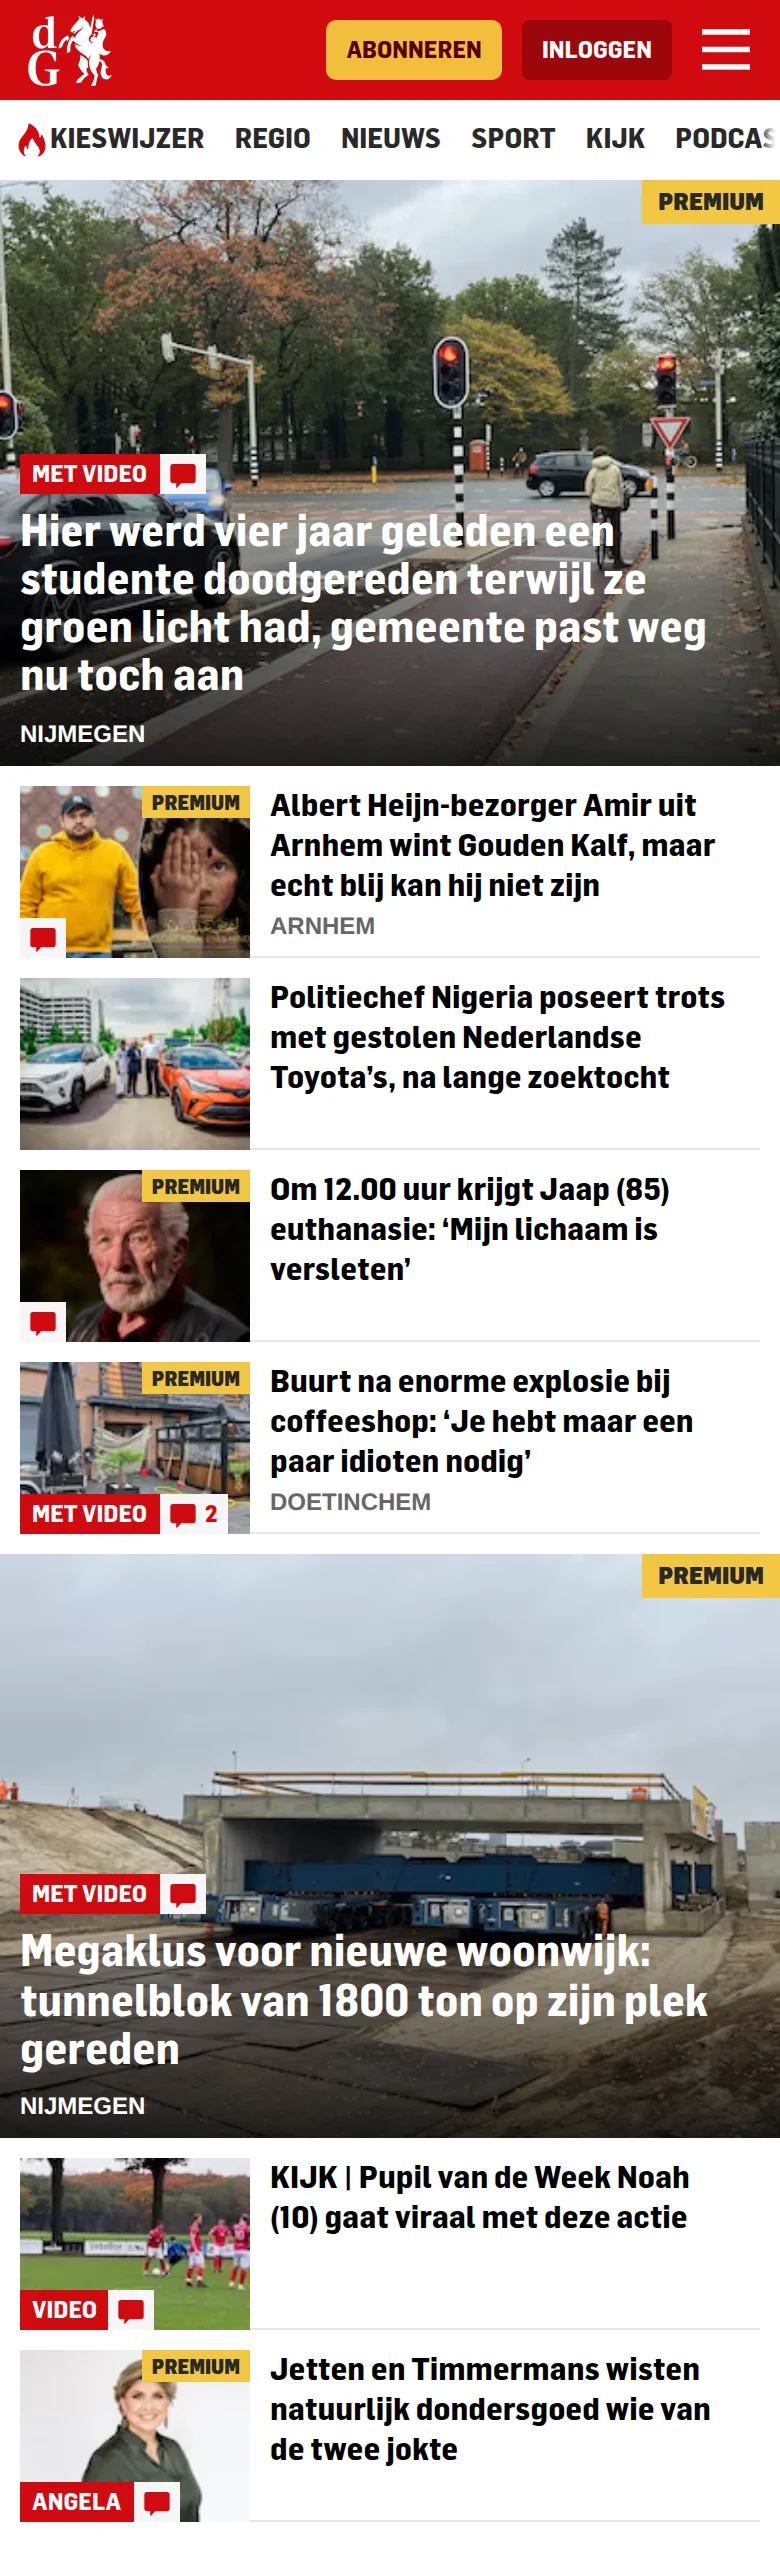 dG
ABONNEREN
INLOGGEN
KIESWIJZER REGIO NIEUWS SPORT KIJK PODCAS
PREMIUM
MET VIDEO
Hier werd vier jaar geleden een
studente doodgereden terwijl ze
groen licht had, gemeente past weg
nu toch aan
NIJMEGEN
PREMIUM
Albert Heijn-bezorger Amir uit
Arnhem wint Gouden Kalf, maar
echt blij kan hij niet zijn
ARNHEM
Politiechef Nigeria poseert trots
met gestolen Nederlandse
Toyota’s, na lange zoektocht
PREMIUM
Om 12.00 uur krijgt Jaap (85)
euthanasie: ‘Mijn lichaam is
versleten’
PREMIUM
MET VIDEO
2
Buurt na enorme explosie bij
coffeeshop: ‘Je hebt maar een
paar idioten nodig’
DOETINCHEM
PREMIUM
MET VIDEO
Megaklus voor nieuwe woonwijk:
tunnelblok van 1800 ton op zijn plek
gereden
NIJMEGEN
VIDEO
KIJK | Pupil van de Week Noah
(10) gaat viraal met deze actie
PREMIUM
ANGELA
Jetten en Timmermans wisten
natuurlijk dondersgoed wie van
de twee jokte